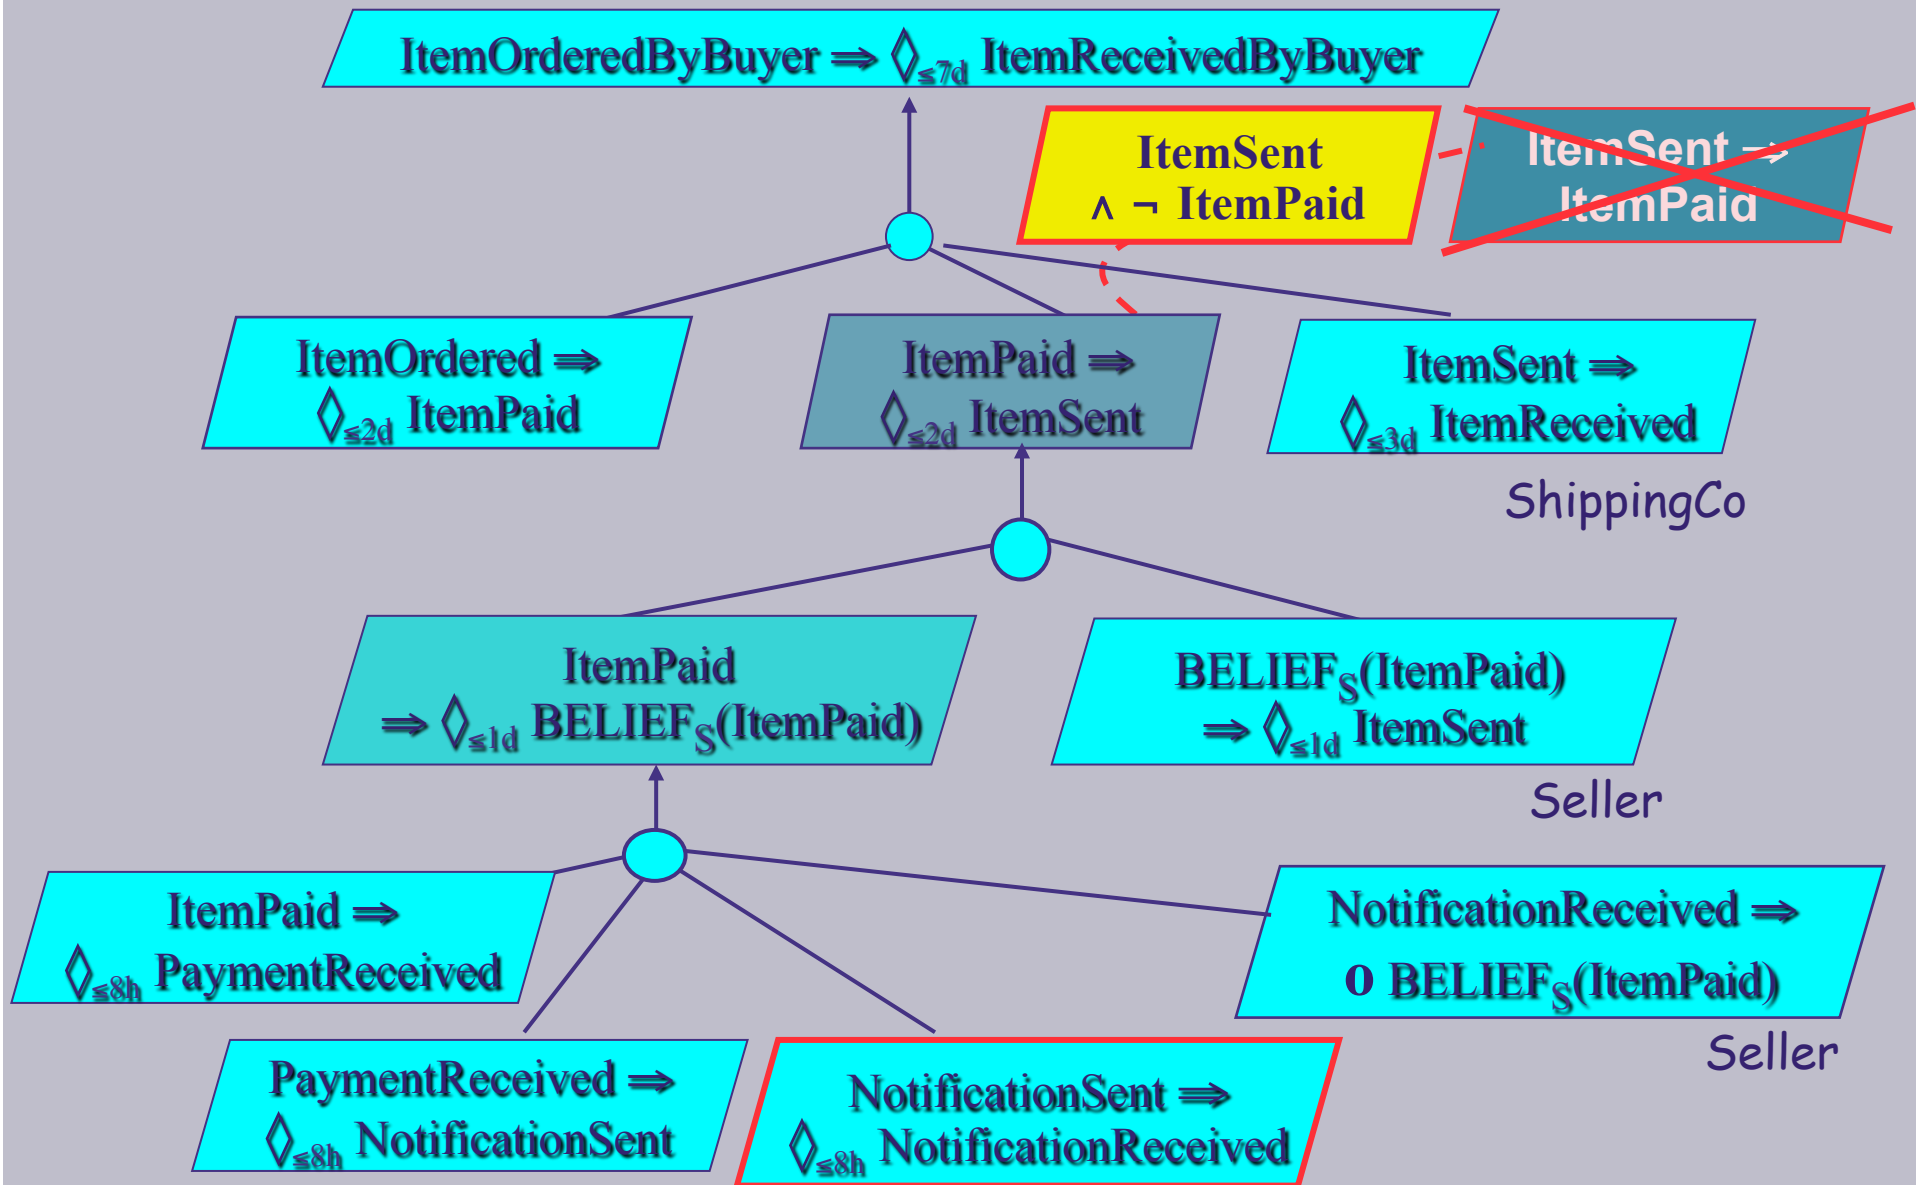 ItemOrderedByBuyer ⇒ ◊≤7d ItemReceivedByBuyer
ItemSent
∧ ¬ ItemPaid
ItemSent ⇒
ItemPaid
ItemOrdered ⇒
◊≤2d ItemPaid
ItemPaid ⇒
◊≤2d ItemSent
ItemSent ⇒
◊≤3d ItemReceived
ShippingCo
ItemPaid
⇒ ◊≤1d BELIEFS(ItemPaid)
BELIEFS(ItemPaid)
⇒ ◊≤1d ItemSent
Seller
ItemPaid ⇒
◊≤8h PaymentReceived
NotificationReceived ⇒
o BELIEFS(ItemPaid)
Seller
PaymentReceived ⇒
◊≤8h NotificationSent
NotificationSent ⇒
◊≤8h NotificationReceived